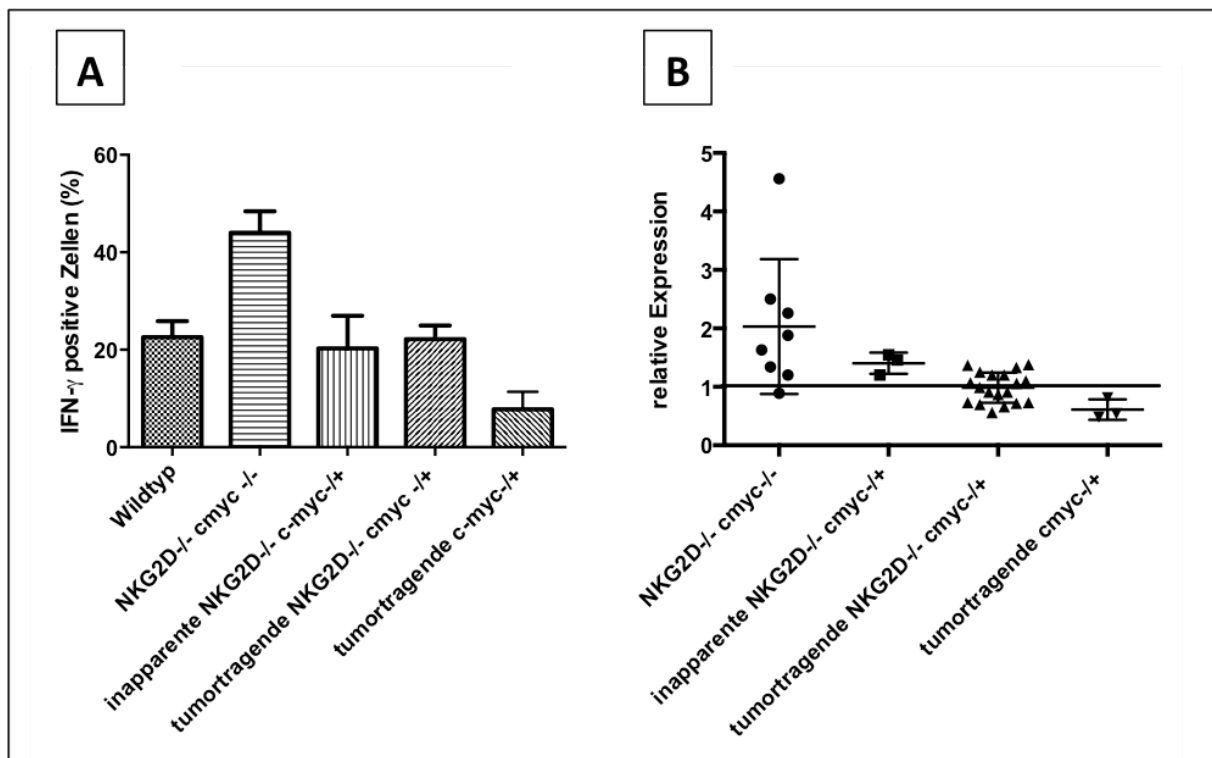 A
IFN-γ positive Zellen (%)
60
40
20
0
Wildtyp
NKG2D-/- cmyc -/-
inapparente NKG2D-/- c-myc-/+
tumortragende NKG2D-/- cmyc -/+
tumortragende c-myc-/+
B
relative Expression
5
4
3
2
1
0
NKG2D-/- cmyc-/-
inapparente NKG2D-/- cmyc-/+
tumortragende NKG2D-/- cmyc-/+
tumortragende cmyc-/+